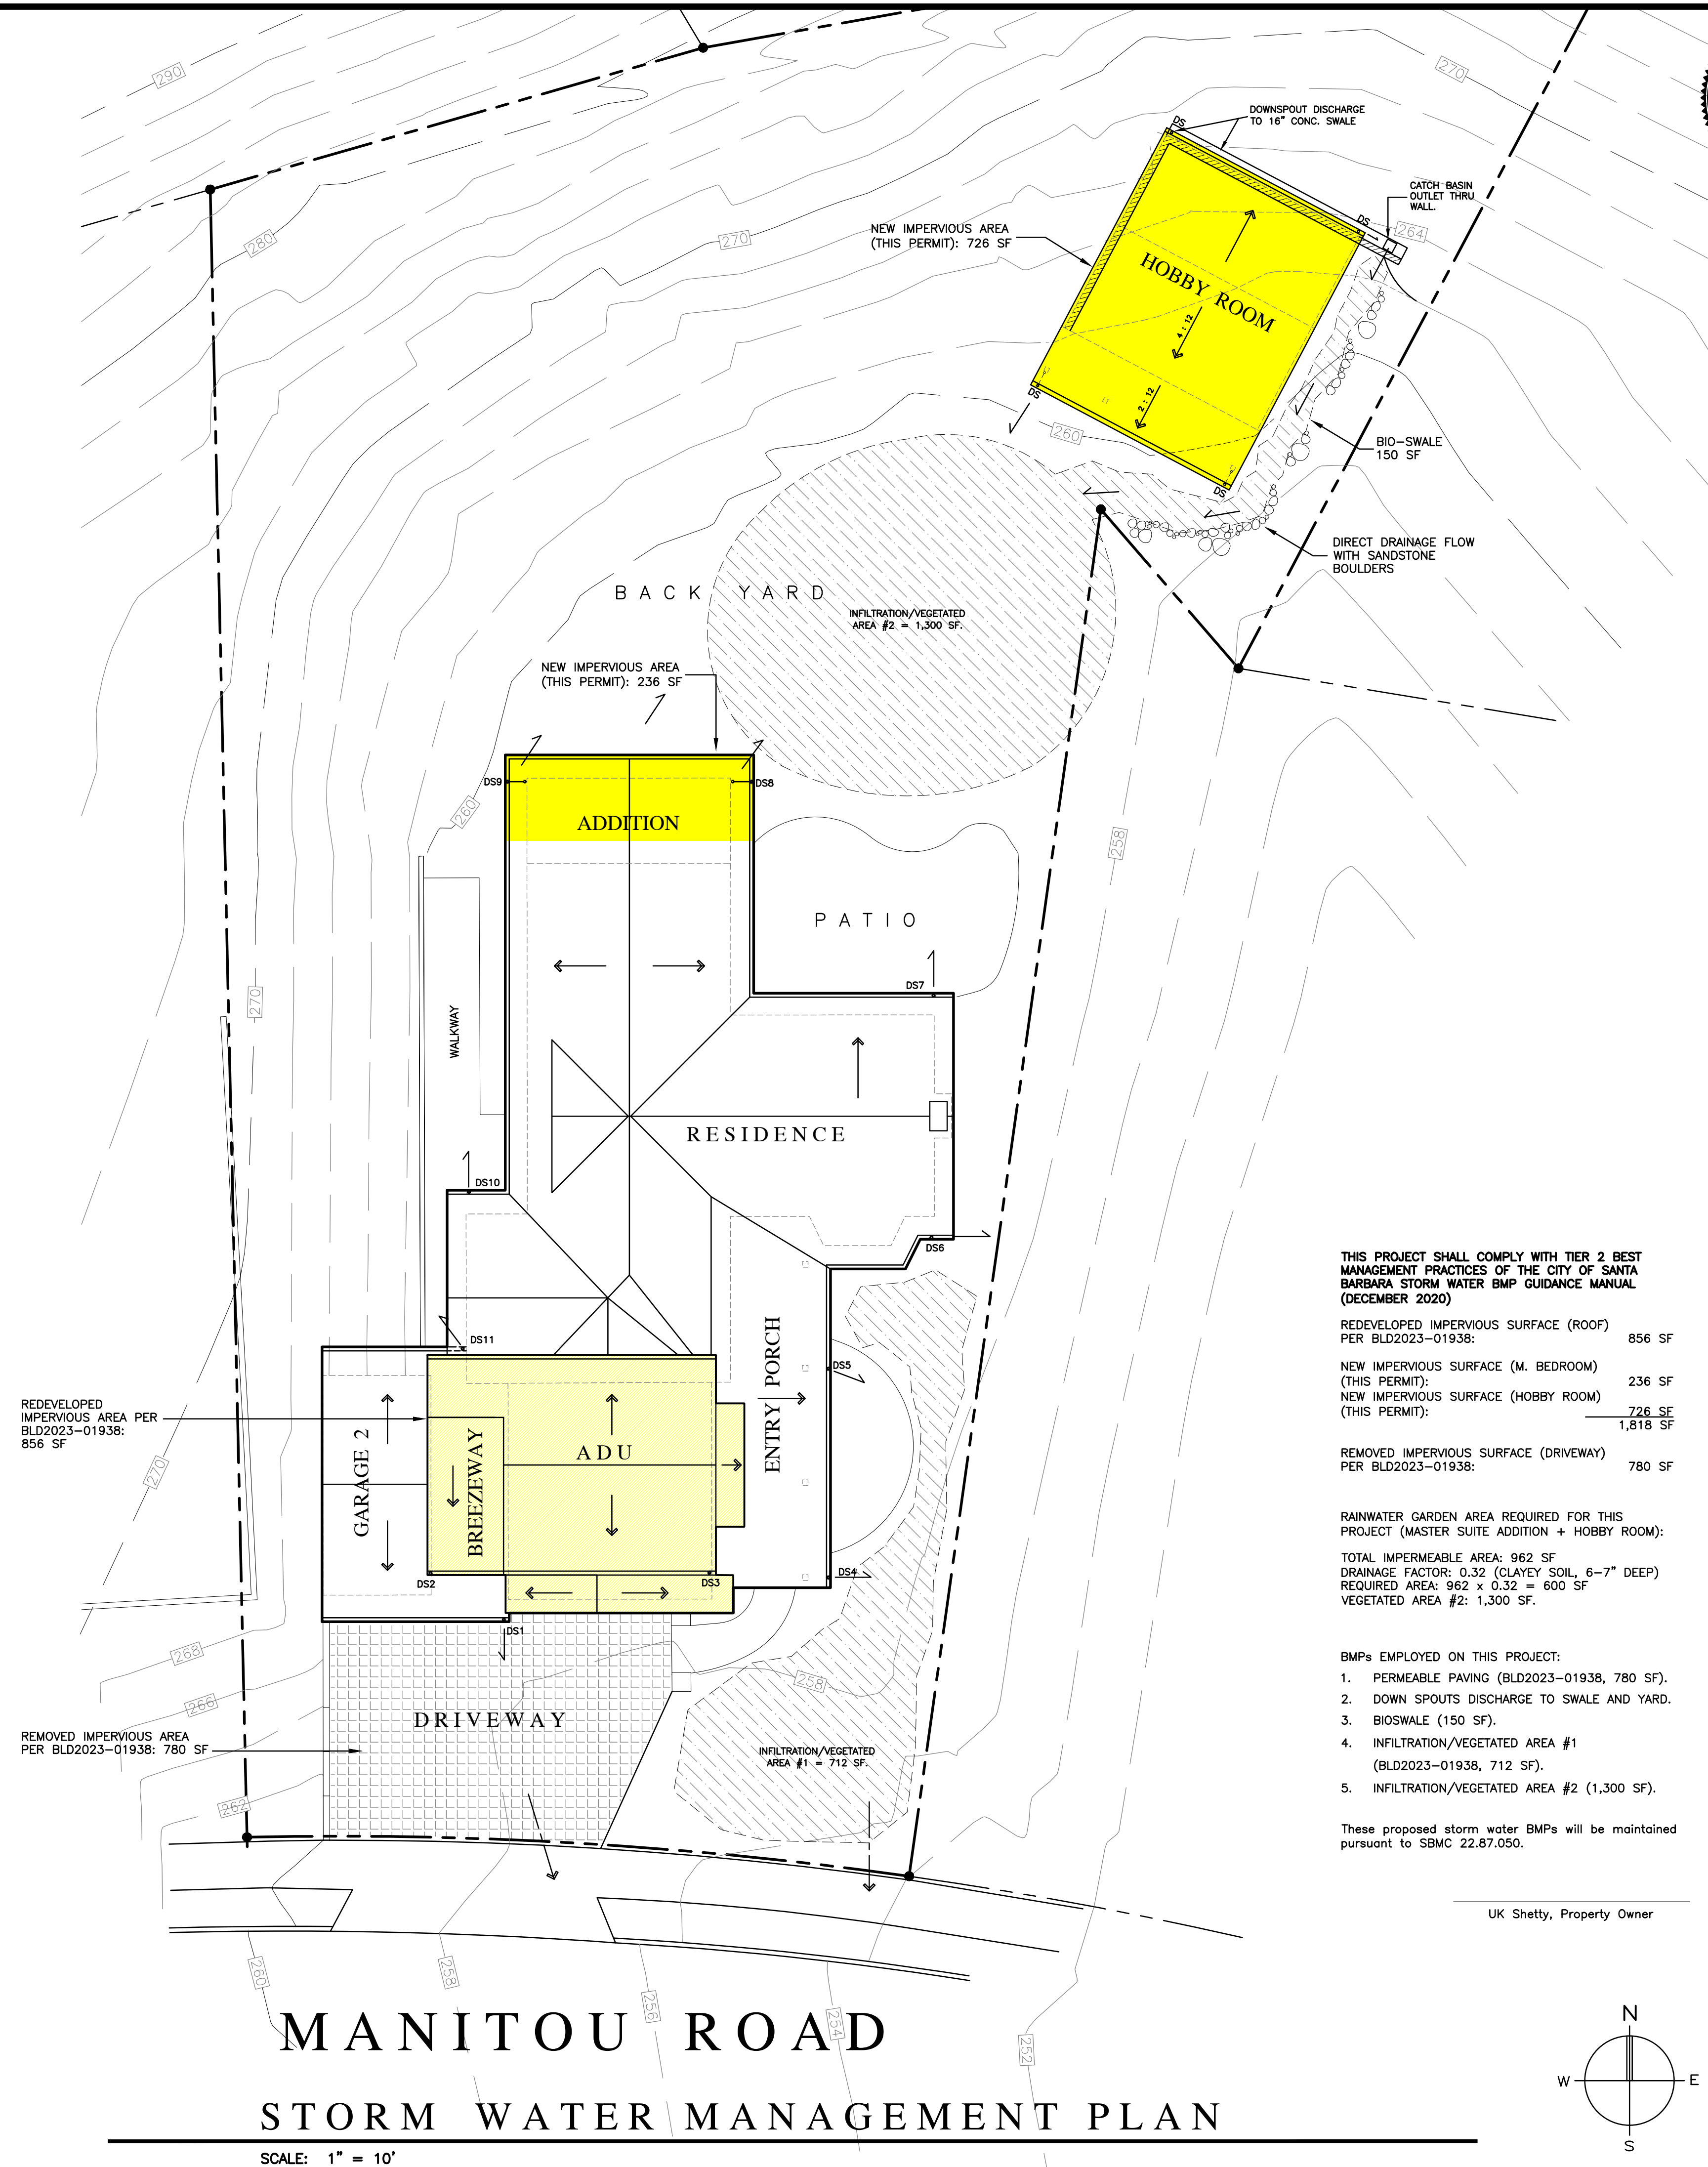 290
270
DOWNSPOUT DISCHARGE
TO 16" CONC. SWALE
DS
CATCH BASIN
OUTLET THRU
WALL.
DS
264
280
270
NEW IMPERVIOUS AREA
(THIS PERMIT): 726 SF
HOBBY ROOM
4 : 12
2 : 12
DS
260
DS
BIO-SWALE
150 SF
DIRECT DRAINAGE FLOW
WITH SANDSTONE
BOULDERS
BACK YARD
INFILTRATION/VEGETATED
AREA #2 = 1,300 SF.
NEW IMPERVIOUS AREA
(THIS PERMIT): 236 SF
DS9
DS8
260
ADDITION
258
PATIO
270
WALKWAY
DS7
RESIDENCE
DS10
DS6
DS11
ENTRY PORCH
DS5
REDEVELOPED
IMPERVIOUS AREA PER
BLD2023-01938:
856 SF
270
GARAGE 2
BREEZEWAY
ADU
DS2
DS3
DS4
DS1
268
266
258
DRIVEWAY
REMOVED IMPERVIOUS AREA
PER BLD2023-01938: 780 SF
INFILTRATION/VEGETATED
AREA #1 = 712 SF.
262
260
258
256
254
252
THIS PROJECT SHALL COMPLY WITH TIER 2 BEST
MANAGEMENT PRACTICES OF THE CITY OF SANTA
BARBARA STORM WATER BMP GUIDANCE MANUAL
(DECEMBER 2020)
REDEVELOPED IMPERVIOUS SURFACE (ROOF)
PER BLD2023-01938: 856 SF
NEW IMPERVIOUS SURFACE (M. BEDROOM)
(THIS PERMIT): 236 SF
NEW IMPERVIOUS SURFACE (HOBBY ROOM)
(THIS PERMIT): 726 SF
1,818 SF
REMOVED IMPERVIOUS SURFACE (DRIVEWAY)
PER BLD2023-01938: 780 SF
RAINWATER GARDEN AREA REQUIRED FOR THIS
PROJECT (MASTER SUITE ADDITION + HOBBY ROOM):
TOTAL IMPERMEABLE AREA: 962 SF
DRAINAGE FACTOR: 0.32 (CLAYEY SOIL, 6-7" DEEP)
REQUIRED AREA: 962 x 0.32 = 600 SF
VEGETATED AREA #2: 1,300 SF.
BMPs EMPLOYED ON THIS PROJECT:
1. PERMEABLE PAVING (BLD2023-01938, 780 SF).
2. DOWN SPOUTS DISCHARGE TO SWALE AND YARD.
3. BIOSWALE (150 SF).
4. INFILTRATION/VEGETATED AREA #1
(BLD2023-01938, 712 SF).
5. INFILTRATION/VEGETATED AREA #2 (1,300 SF).
These proposed storm water BMPs will be maintained
pursuant to SBMC 22.87.050.
UK Shetty, Property Owner
MANITOU ROAD
STORM WATER MANAGEMENT PLAN
SCALE: 1" = 10'
N
W
E
S